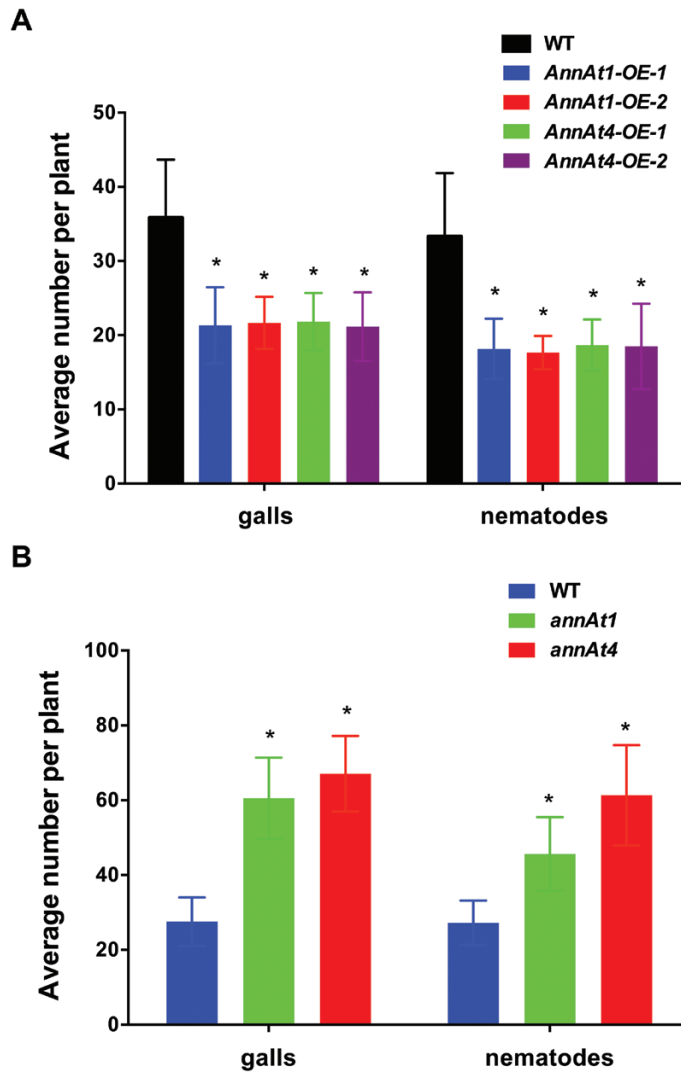 A
WT
AnnAt1-OE-1
AnnAt1-OE-2
AnnAt4-OE-1
AnnAt4-OE-2
Average number per plant
50
40
30
20
10
0
* * * *
* * * *
galls
nematodes
B
WT
annAt1
annAt4
Average number per plant
100
80
60
40
20
0
* *
* *
galls
nematodes